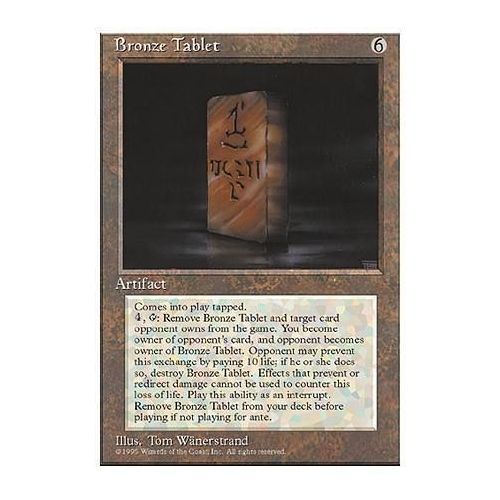 Bronze Tablet 6
Artifact
Comes into play tapped.
4, : Remove Bronze Tablet and target card
opponent owns from the game. You become
owner of opponent's card, and opponent becomes
owner of Bronze Tablet. Opponent may prevent
this exchange by paying 10 life; if he or she does
so, destroy Bronze Tablet. Effects that prevent or
redirect damage cannot be used to counter this
loss of life. Play this ability as an interrupt.
Remove Bronze Tablet from your deck before
playing if not playing for ante.
Illus. Tom Wänerstrand
© 1995 Wizards of the Coast, Inc. All rights reserved.